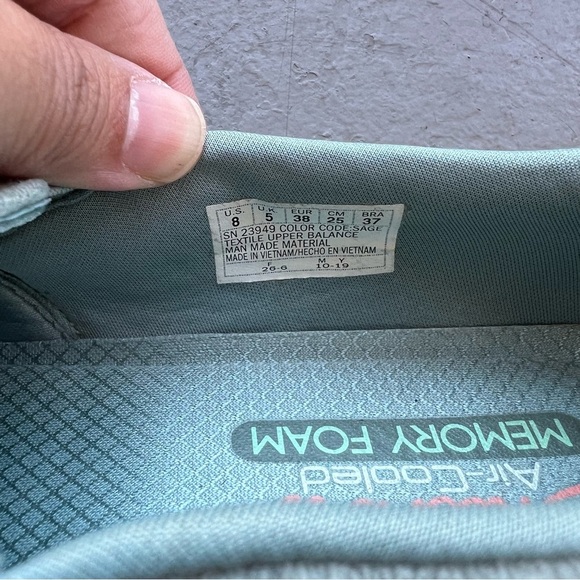 U.S. U.K. EUR CM BRA
8 5 38 25 37
SN 23949 COLOR CODE:SAGE
TEXTILE UPPER BALANCE
MAN MADE MATERIAL
MADE IN VIETNAM/HECHO EN VIETNAM
F M Y
26-6 10-19
MEMORY FOAM
Air-Cooled